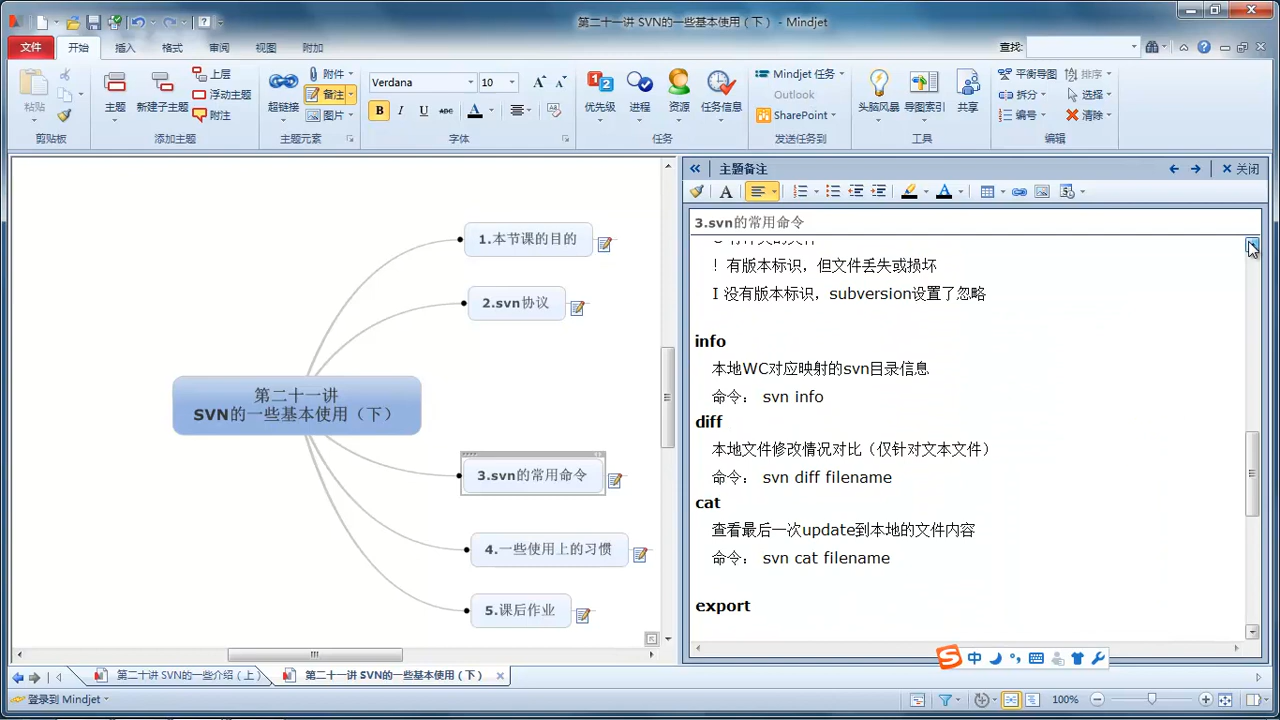 第二十一讲 SVN的一些基本使用（下） - Mindjet
文件
开始
插入
格式
审阅
视图
附加
查找:
粘贴
剪贴板
主题
新建子主题
上层
浮动主题
附注
添加主题
超链接
附件
备注
图片
主题元素
Verdana
10
B I U abc A
字体
优先级
进程
资源
任务信息
任务
Mindjet 任务
Outlook
SharePoint
发送任务到
头脑风暴
导图索引
共享
工具
平衡导图
拆分
编号
排序
选择
清除
编辑
1.本节课的目的
2.svn协议
第二十一讲
SVN的一些基本使用（下）
3.svn的常用命令
4.一些使用上的习惯
5.课后作业
主题备注
关闭
3.svn的常用命令
! 有版本标识，但文件丢失或损坏
I 没有版本标识，subversion设置了忽略
info
本地WC对应映射的svn目录信息
命令： svn info
diff
本地文件修改情况对比（仅针对文本文件）
命令： svn diff filename
cat
查看最后一次update到本地的文件内容
命令： svn cat filename
export
中
第二十讲 SVN的一些介绍（上）
第二十一讲 SVN的一些基本使用（下）
登录到 Mindjet
100%